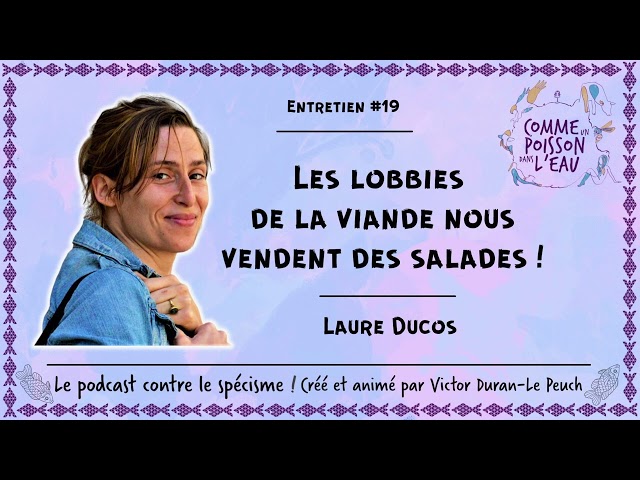 Entretien #19
COMME UN
POISSON
DANS L'EAU
Les lobbies
de la viande nous
vendent des salades !
Laure Ducos
Le podcast contre le spécisme ! Créé et animé par Victor Duran-Le Peuch